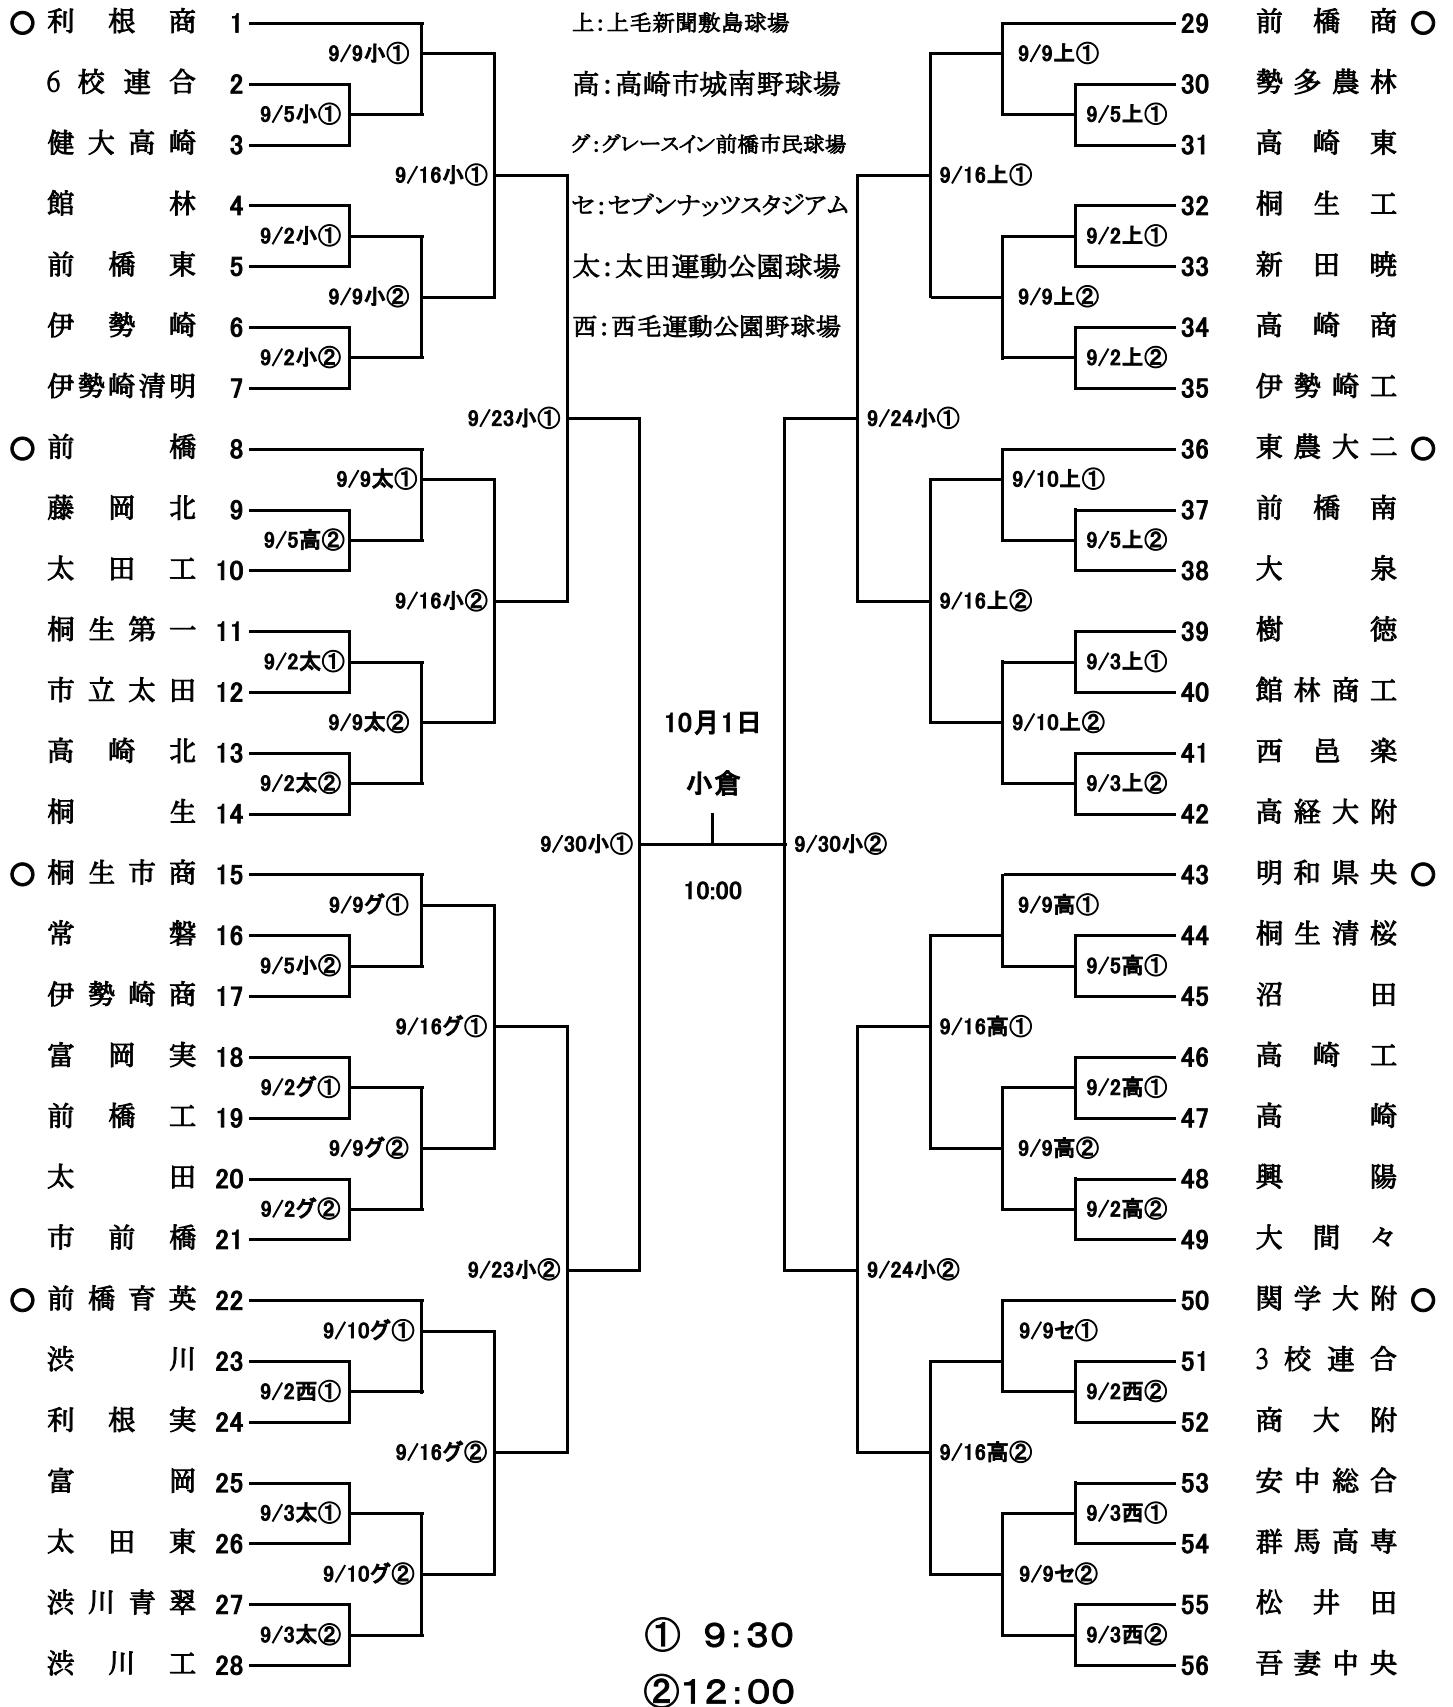 ○ 利根商 1
9/9小①
6校連合 2
9/5小①
健大高崎 3
9/16小①
館林 4
9/2小①
前橋東 5
9/9小②
伊勢崎 6
9/2小②
伊勢崎清明 7
9/23小①
○ 前橋 8
9/9太①
藤岡北 9
9/5高②
太田工 10
9/16小②
桐生第一 11
9/2太①
市立太田 12
9/9太②
高崎北 13
9/2太②
桐生 14
9/30小①
○ 桐生市商 15
9/9グ①
常磐 16
9/5小②
伊勢崎商 17
9/16グ①
富岡実 18
9/2グ①
前橋工 19
9/9グ②
太田 20
9/2グ②
市前橋 21
9/23小②
○ 前橋育英 22
9/10グ①
渋川 23
9/2西①
利根実 24
9/16グ②
富岡 25
9/3太①
太田東 26
9/10グ②
渋川青翠 27
9/3太②
渋川工 28
上：上毛新聞敷島球場
高：高崎市城南野球場
グ：グレースイン前橋市民球場
セ：セブンナッツスタジアム
太：太田運動公園球場
西：西毛運動公園野球場
10月1日
小倉
10:00
① 9:30
②12:00
29 前橋商 ○
9/9上①
30 勢多農林
9/5上①
31 高崎東
9/16上①
32 桐生工
9/2上①
33 新田暁
9/9上②
34 高崎商
9/2上②
35 伊勢崎工
9/24小①
36 東農大二 ○
9/10上①
37 前橋南
9/5上②
38 大泉
9/16上②
39 樹徳
9/3上①
40 館林商工
9/10上②
41 西邑楽
9/3上②
42 高経大附
9/30小②
43 明和県央 ○
9/9高①
44 桐生清桜
9/5高①
45 沼田
9/16高①
46 高崎工
9/2高①
47 高崎
9/9高②
48 興陽
9/2高②
49 大間々
9/24小②
50 関学大附 ○
9/9セ①
51 3校連合
9/2西②
52 商大附
9/16高②
53 安中総合
9/3西①
54 群馬高専
9/9セ②
55 松井田
9/3西②
56 吾妻中央